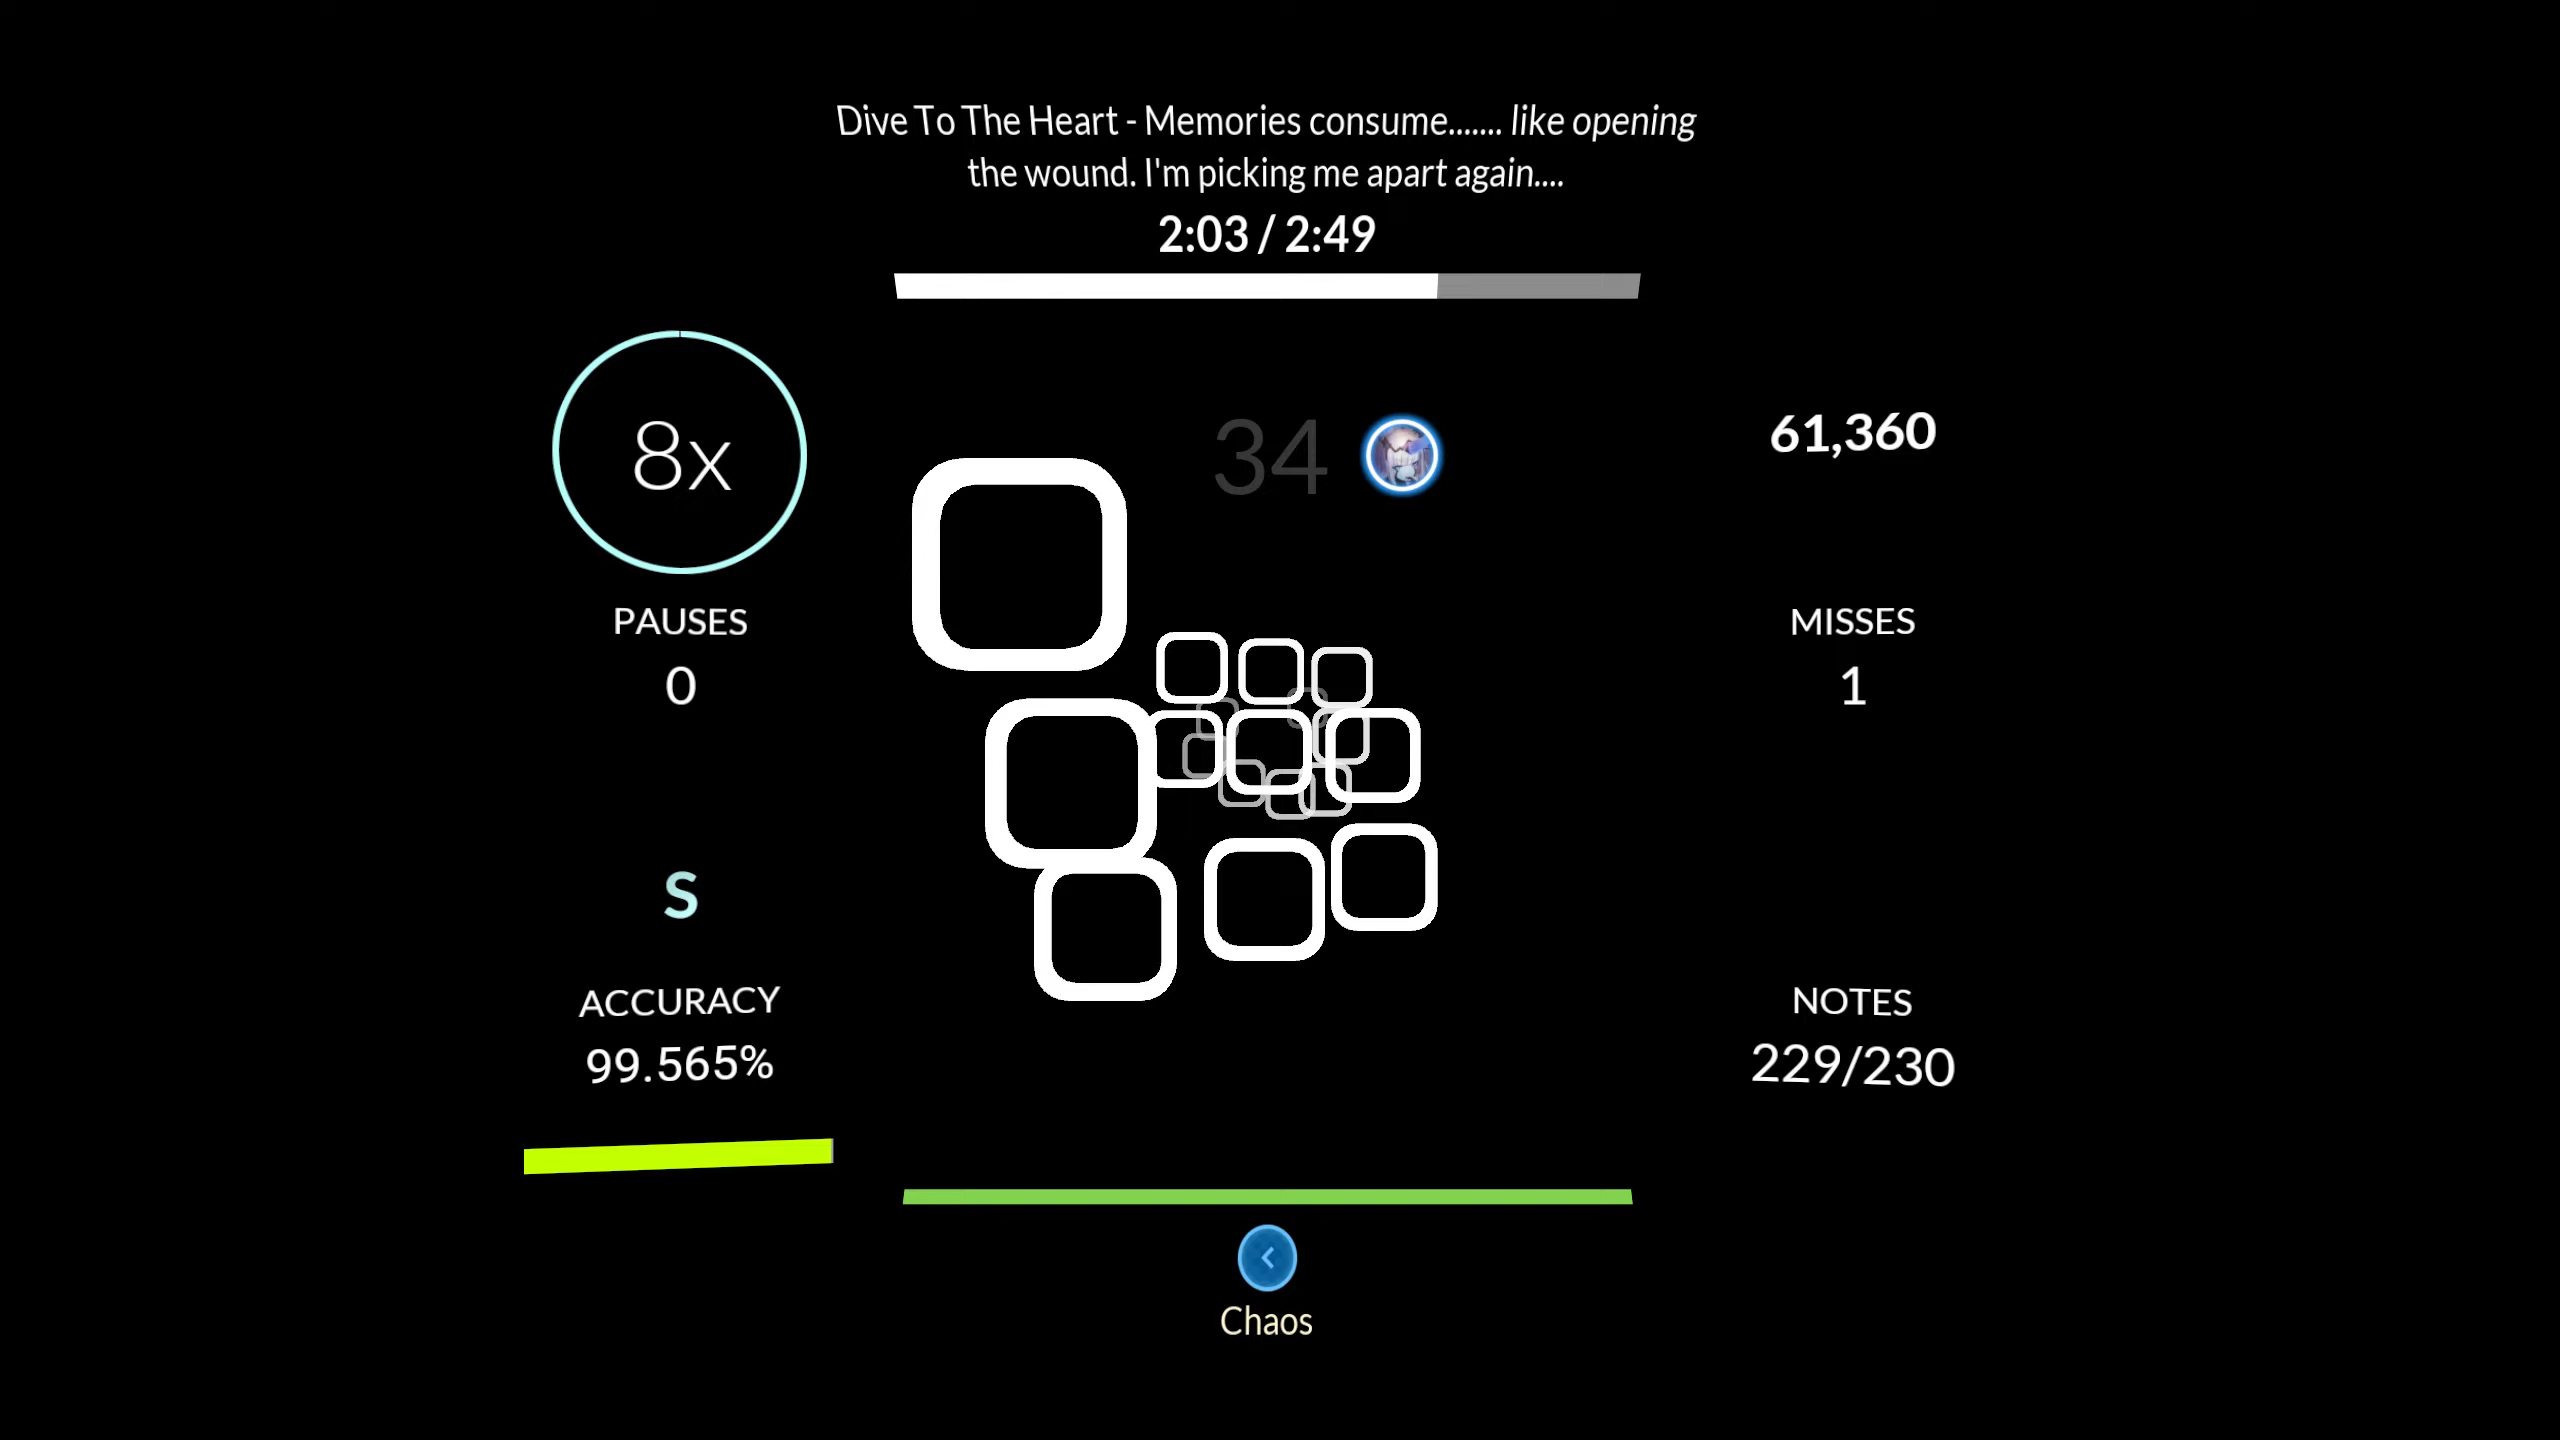 Dive To The Heart - Memories consume....... like opening
the wound. I'm picking me apart again....
2:03 / 2:49
8x
34
61,360
PAUSES
0
MISSES
1
S
ACCURACY
99.565%
NOTES
229/230
Chaos